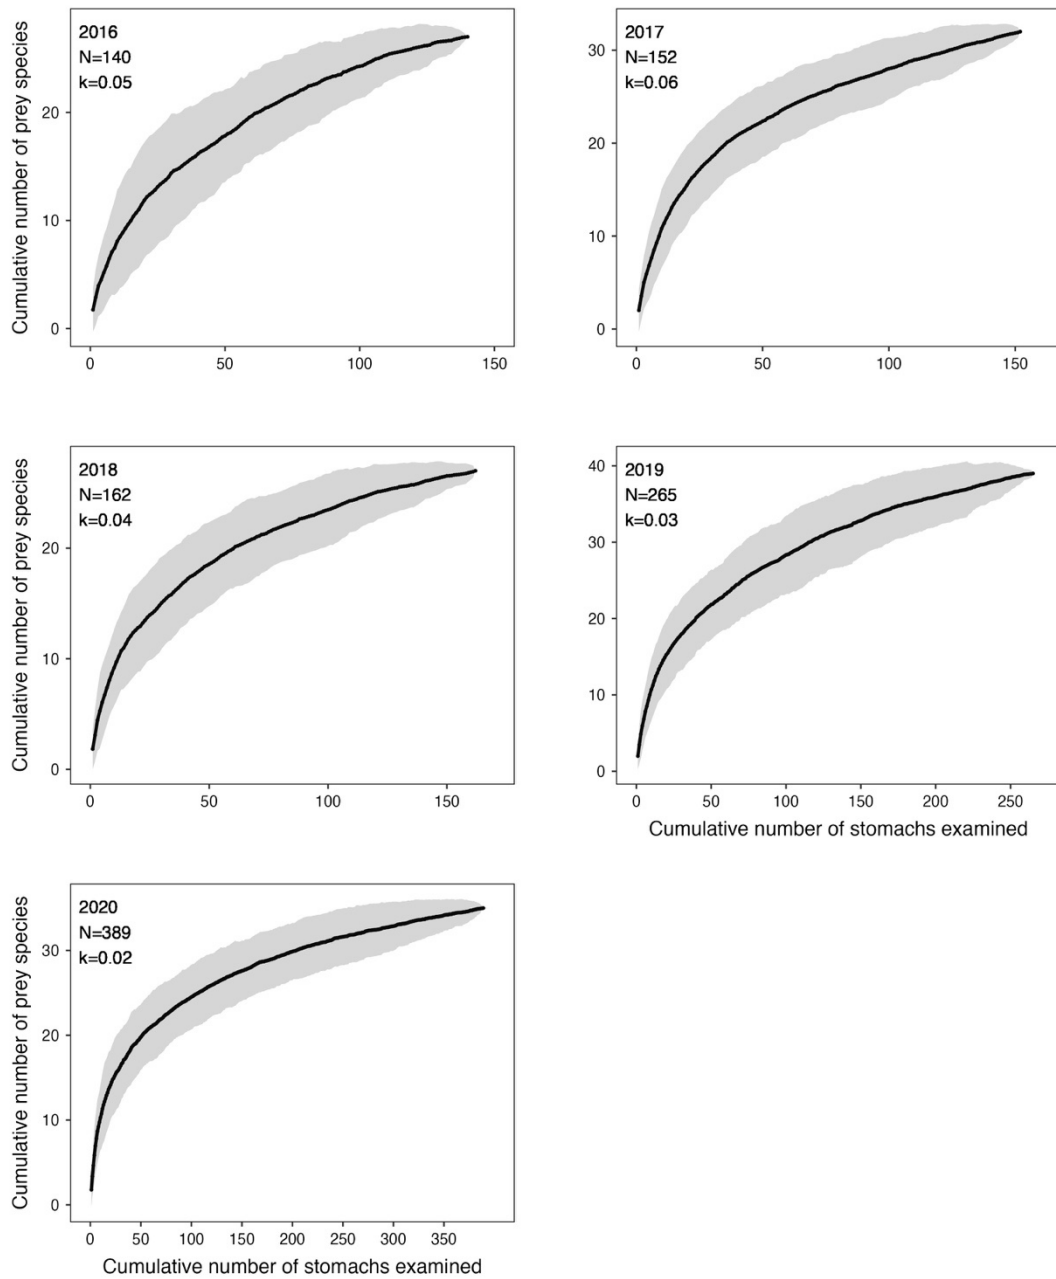 2016
N=140
k=0.05
Cumulative number of prey species
20
10
0
0 50 100 150
2017
N=152
k=0.06
30
20
10
0
0 50 100 150
2018
N=162
k=0.04
Cumulative number of prey species
20
10
0
0 50 100 150
2019
N=265
k=0.03
40
30
20
10
0
0 50 100 150 200 250
Cumulative number of stomachs examined
2020
N=389
k=0.02
Cumulative number of prey species
30
20
10
0
0 50 100 150 200 250 300 350
Cumulative number of stomachs examined